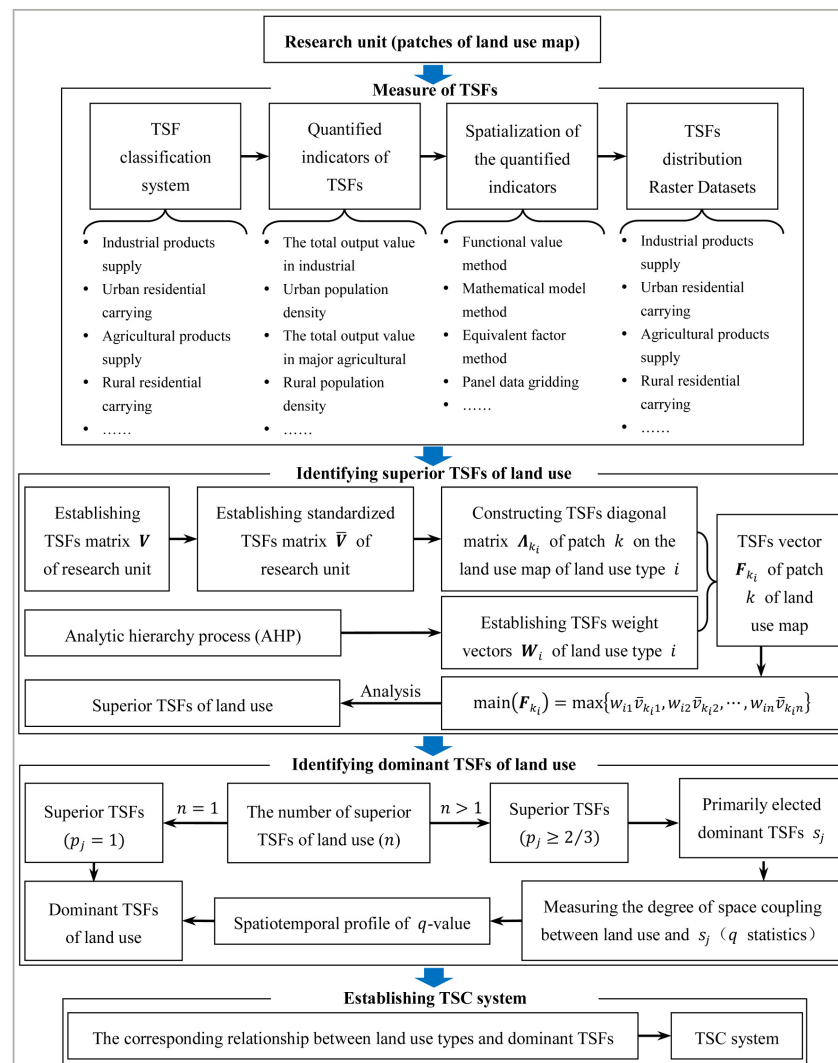 Research unit (patches of land use map)
Measure of TSFs
TSF
classification
system
Quantified
indicators of
TSFs
Spatialization of
the quantified
indicators
TSFs
distribution
Raster Datasets
• Industrial products
supply
• Urban residential
carrying
• Agricultural products
supply
• Rural residential
carrying
• ……
• The total output value
in industrial
• Urban population
density
• The total output value
in major agricultural
• Rural population
density
• ……
• Functional value
method
• Mathematical model
method
• Equivalent factor
method
• Panel data gridding
• ……
• Industrial products
supply
• Urban residential
carrying
• Agricultural products
supply
• Rural residential
carrying
• ……
Identifying superior TSFs of land use
Establishing
TSFs matrix V
of research unit
Establishing standardized
TSFs matrix V̄ of
research unit
Constructing TSFs diagonal
matrix Λ_{k_i} of patch k on the
land use map of land use type i
TSFs vector
F_{k_i} of patch
k of land
use map
Analytic hierarchy process (AHP)
Establishing TSFs weight
vectors W_i of land use type i
Superior TSFs of land use
Analysis
main(F_{k_i}) = max{w_{i1}v̄_{k_i1}, w_{i2}v̄_{k_i2}, ⋯, w_{in}v̄_{k_in}}
Identifying dominant TSFs of land use
Superior TSFs
(p_j = 1)
n = 1
The number of superior
TSFs of land use (n)
n > 1
Superior TSFs
(p_j ≥ 2/3)
Primarily elected
dominant TSFs s_j
Dominant TSFs
of land use
Spatiotemporal profile of q-value
Measuring the degree of space coupling
between land use and s_j（q statistics）
Establishing TSC system
The corresponding relationship between land use types and dominant TSFs
TSC system